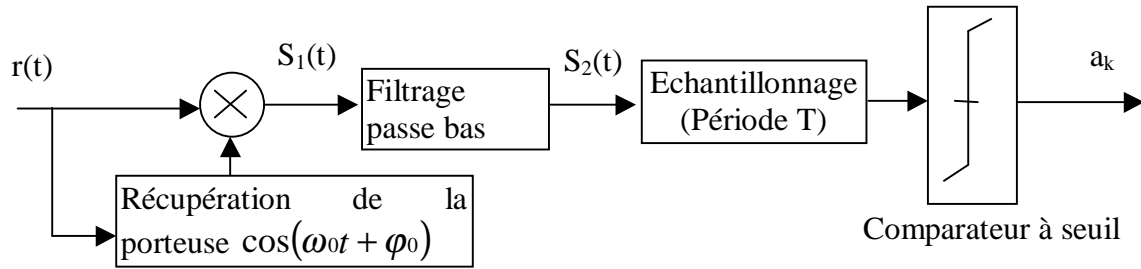 r(t)
S₁(t)
Filtrage
passe bas
S₂(t)
Echantillonnage
(Période T)
aₖ
Récupération de la
porteuse cos(ω₀t + φ₀)
Comparateur à seuil